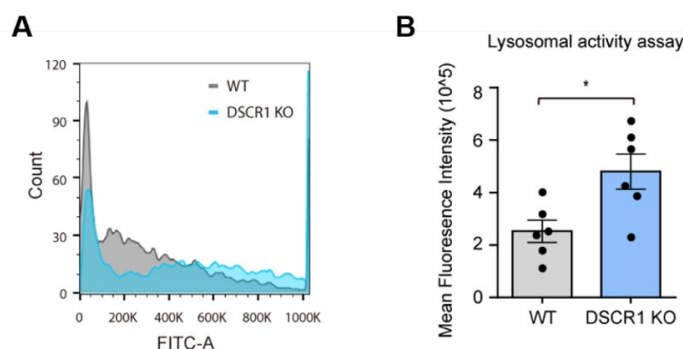 A
120
90
60
30
0
Count
WT
DSCR1 KO
0 200K 400K 600K 800K 1000K
FITC-A
B
Lysosomal activity assay
*
8
6
4
2
0
Mean Fluoresence Intensity (10^5)
WT DSCR1 KO